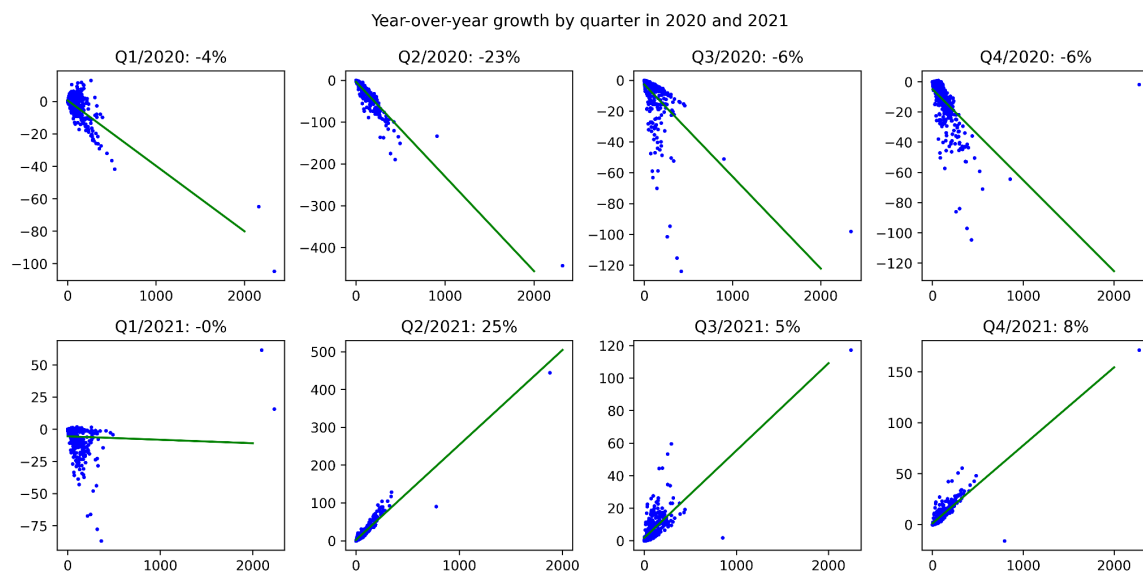 Year-over-year growth by quarter in 2020 and 2021
Q1/2020: -4%
Q2/2020: -23%
Q3/2020: -6%
Q4/2020: -6%
0
−20
−40
−60
−80
−100
0 1000 2000
0
−100
−200
−300
−400
0 1000 2000
0
−20
−40
−60
−80
−100
−120
0 1000 2000
0
−20
−40
−60
−80
−100
−120
0 1000 2000
Q1/2021: -0%
Q2/2021: 25%
Q3/2021: 5%
Q4/2021: 8%
50
25
0
−25
−50
−75
0 1000 2000
500
400
300
200
100
0
0 1000 2000
120
100
80
60
40
20
0
0 1000 2000
150
100
50
0
0 1000 2000